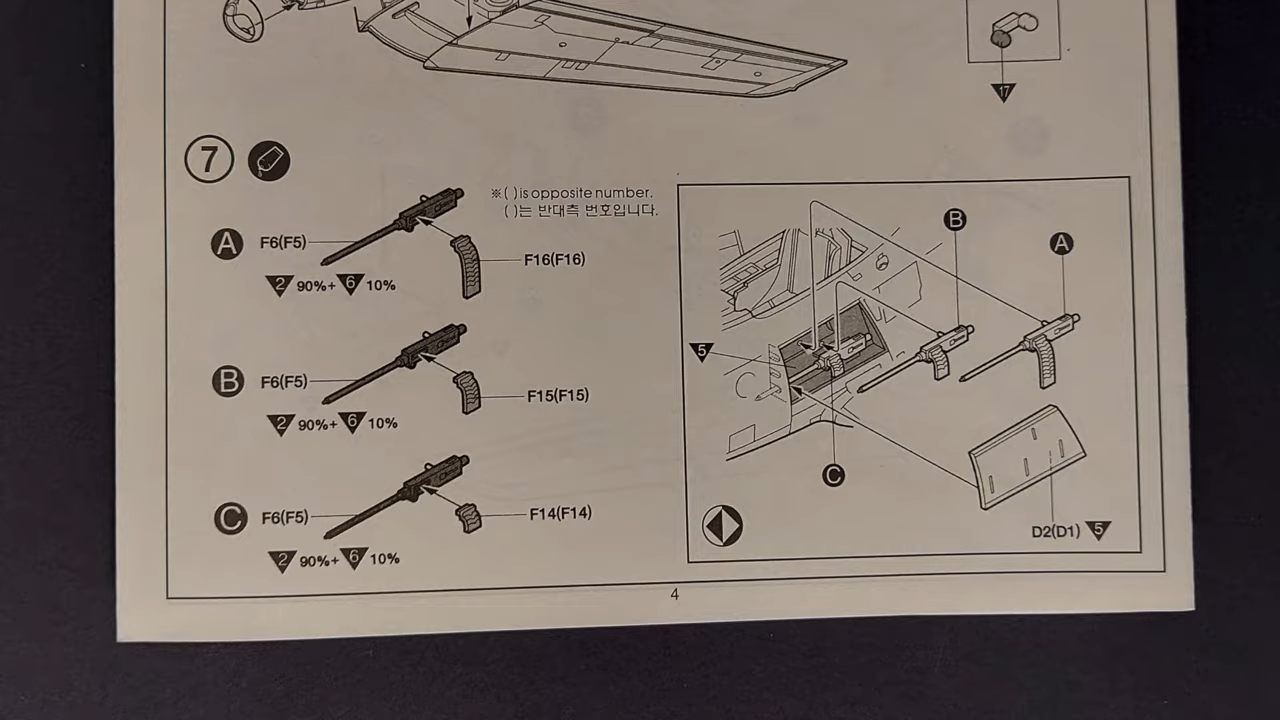 17
7
※( )is opposite number.
( )는 반대측 번호입니다.
A
F6(F5)
F16(F16)
2 90%+ 6 10%
B
F6(F5)
F15(F15)
2 90%+ 6 10%
C
F6(F5)
F14(F14)
2 90%+ 6 10%
B
A
5
C
D2(D1) 5
4